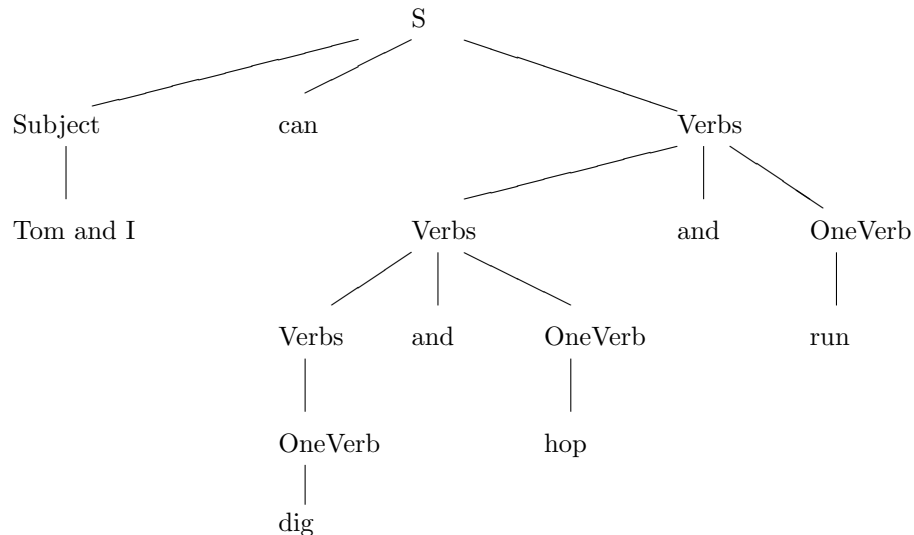 S
Subject can Verbs
Tom and I Verbs and OneVerb
Verbs and OneVerb run
OneVerb hop
dig